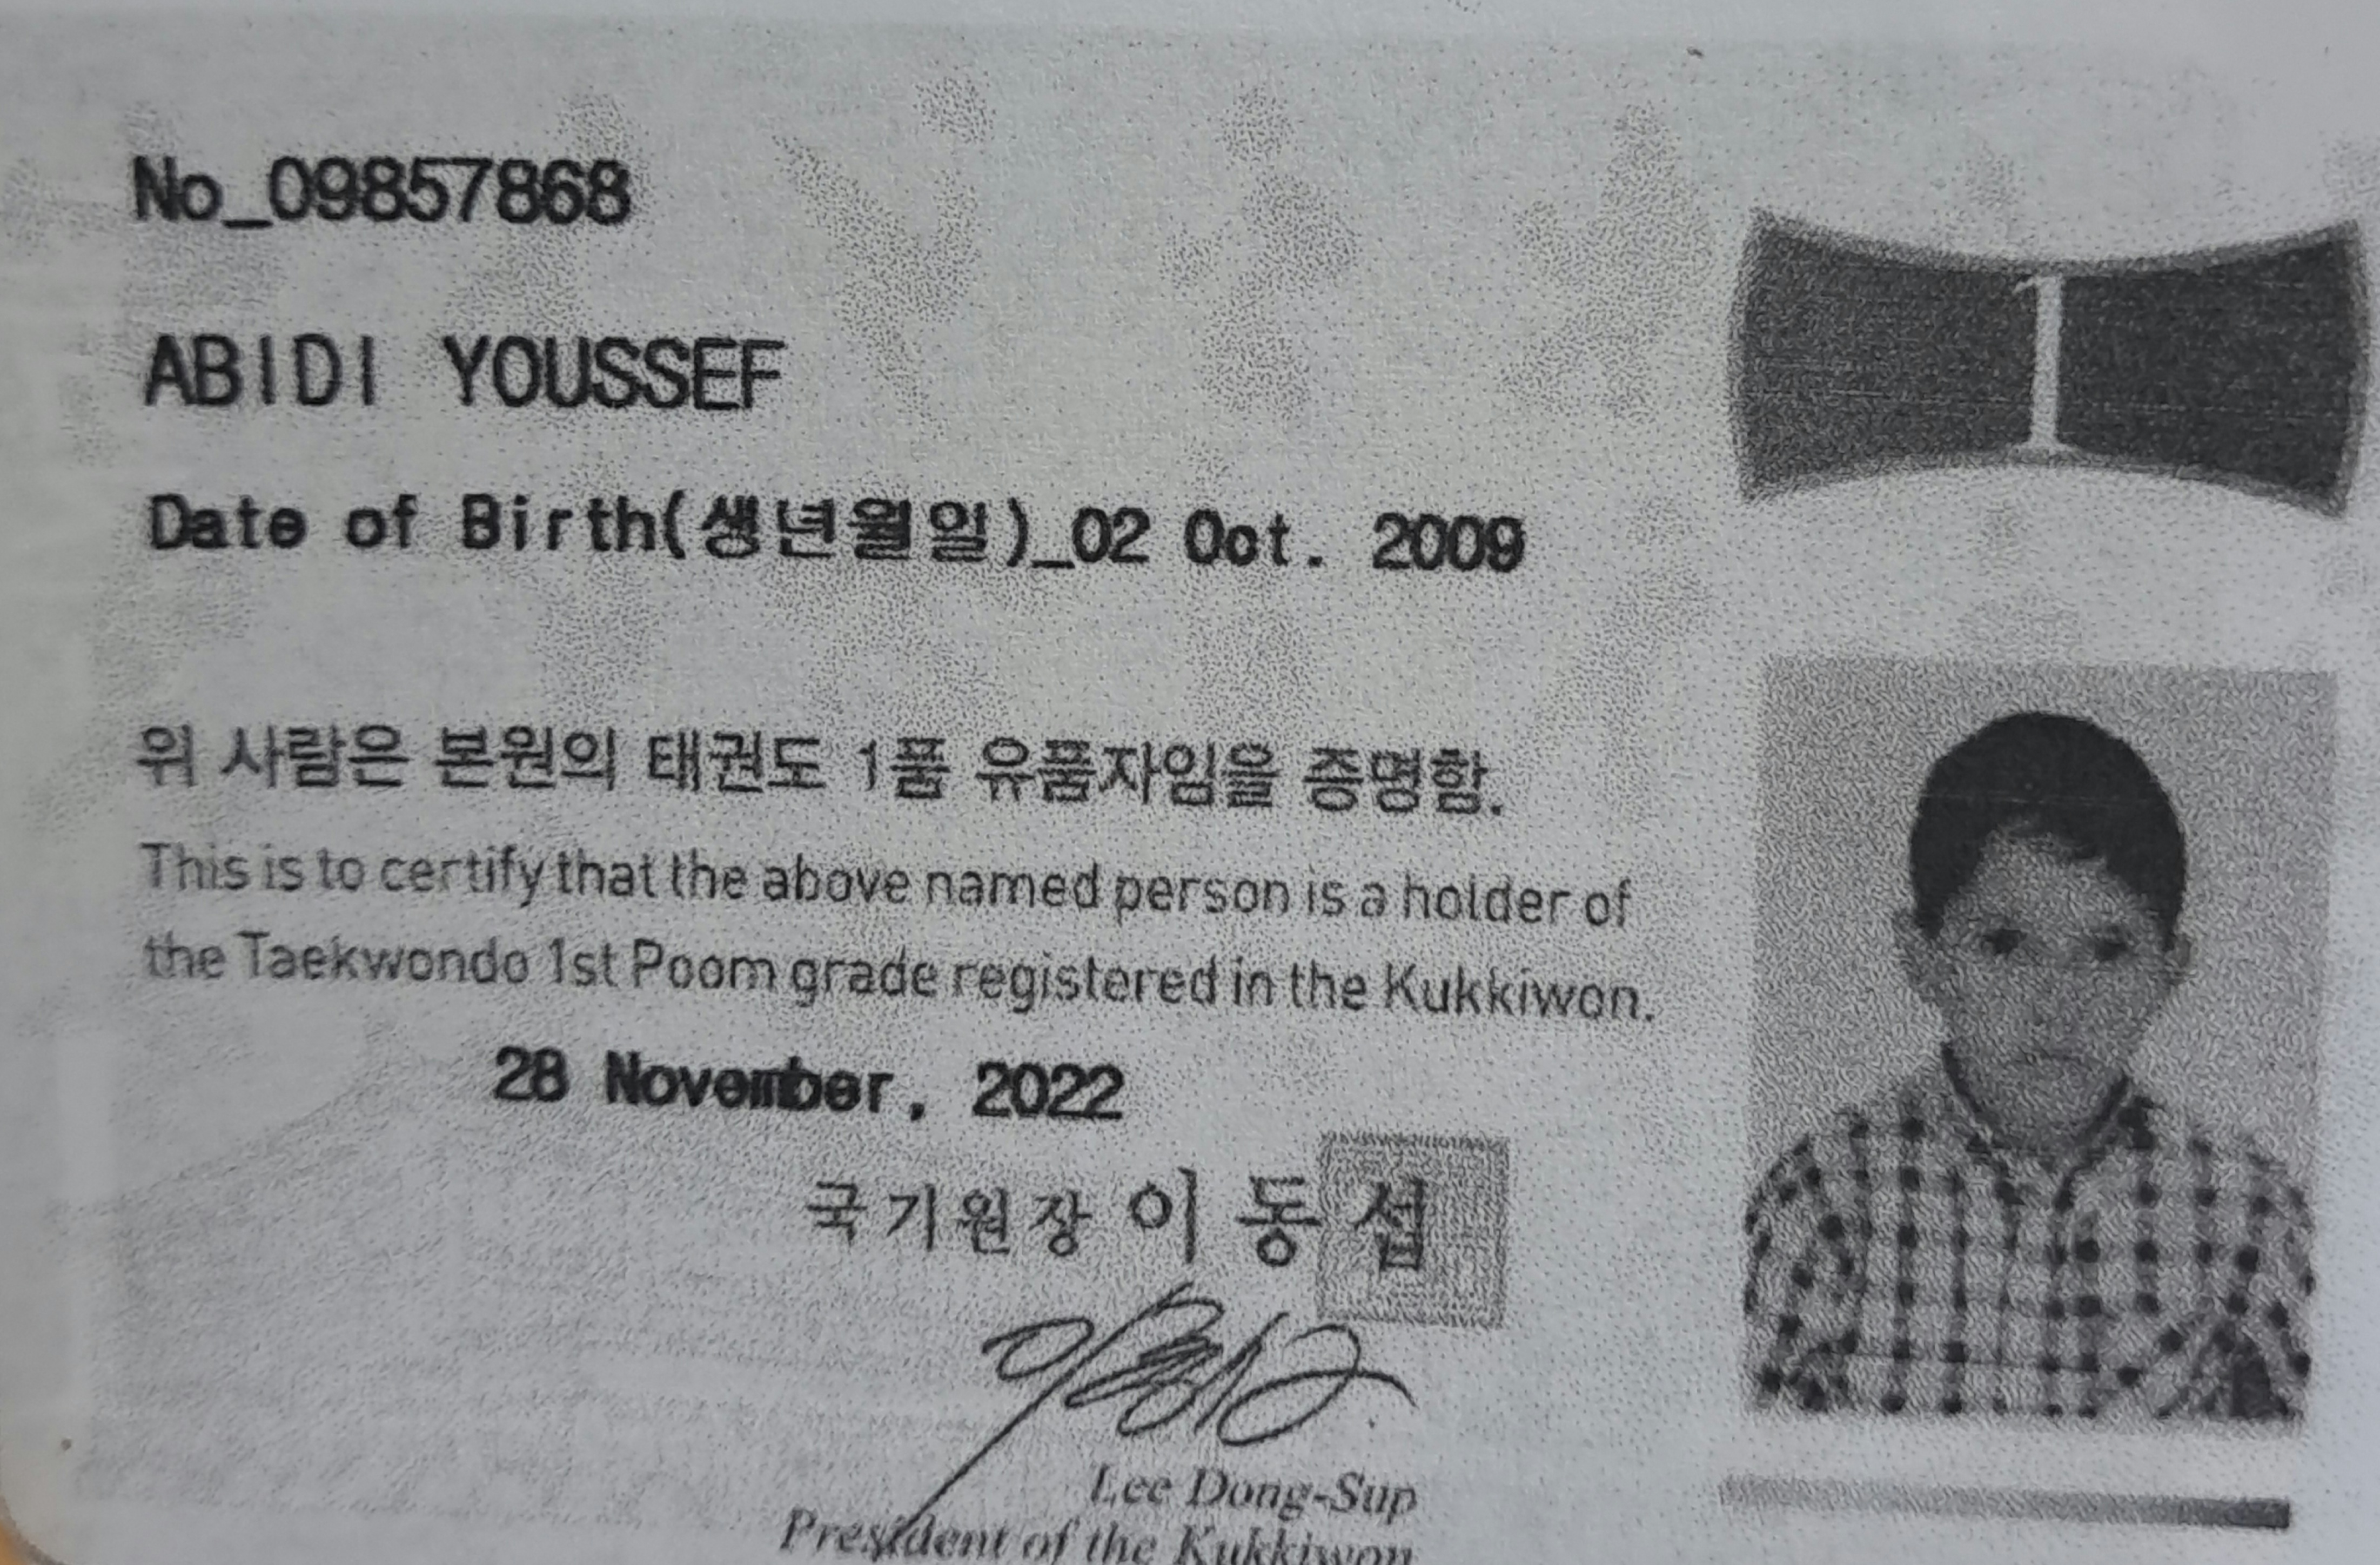 No_09857868
I
ABIDI YOUSSEF
Date of Birth(생년월일)_02 Oct. 2009
위 사람은 본원의 태권도 1품 유품자임을 증명함.
This is to certify that the above named person is a holder of
the Taekwondo 1st Poom grade registered in the Kukkiwon.
28 November, 2022
국기원장 이동섭
Lee Dong-Sup
President of the Kukkiwon